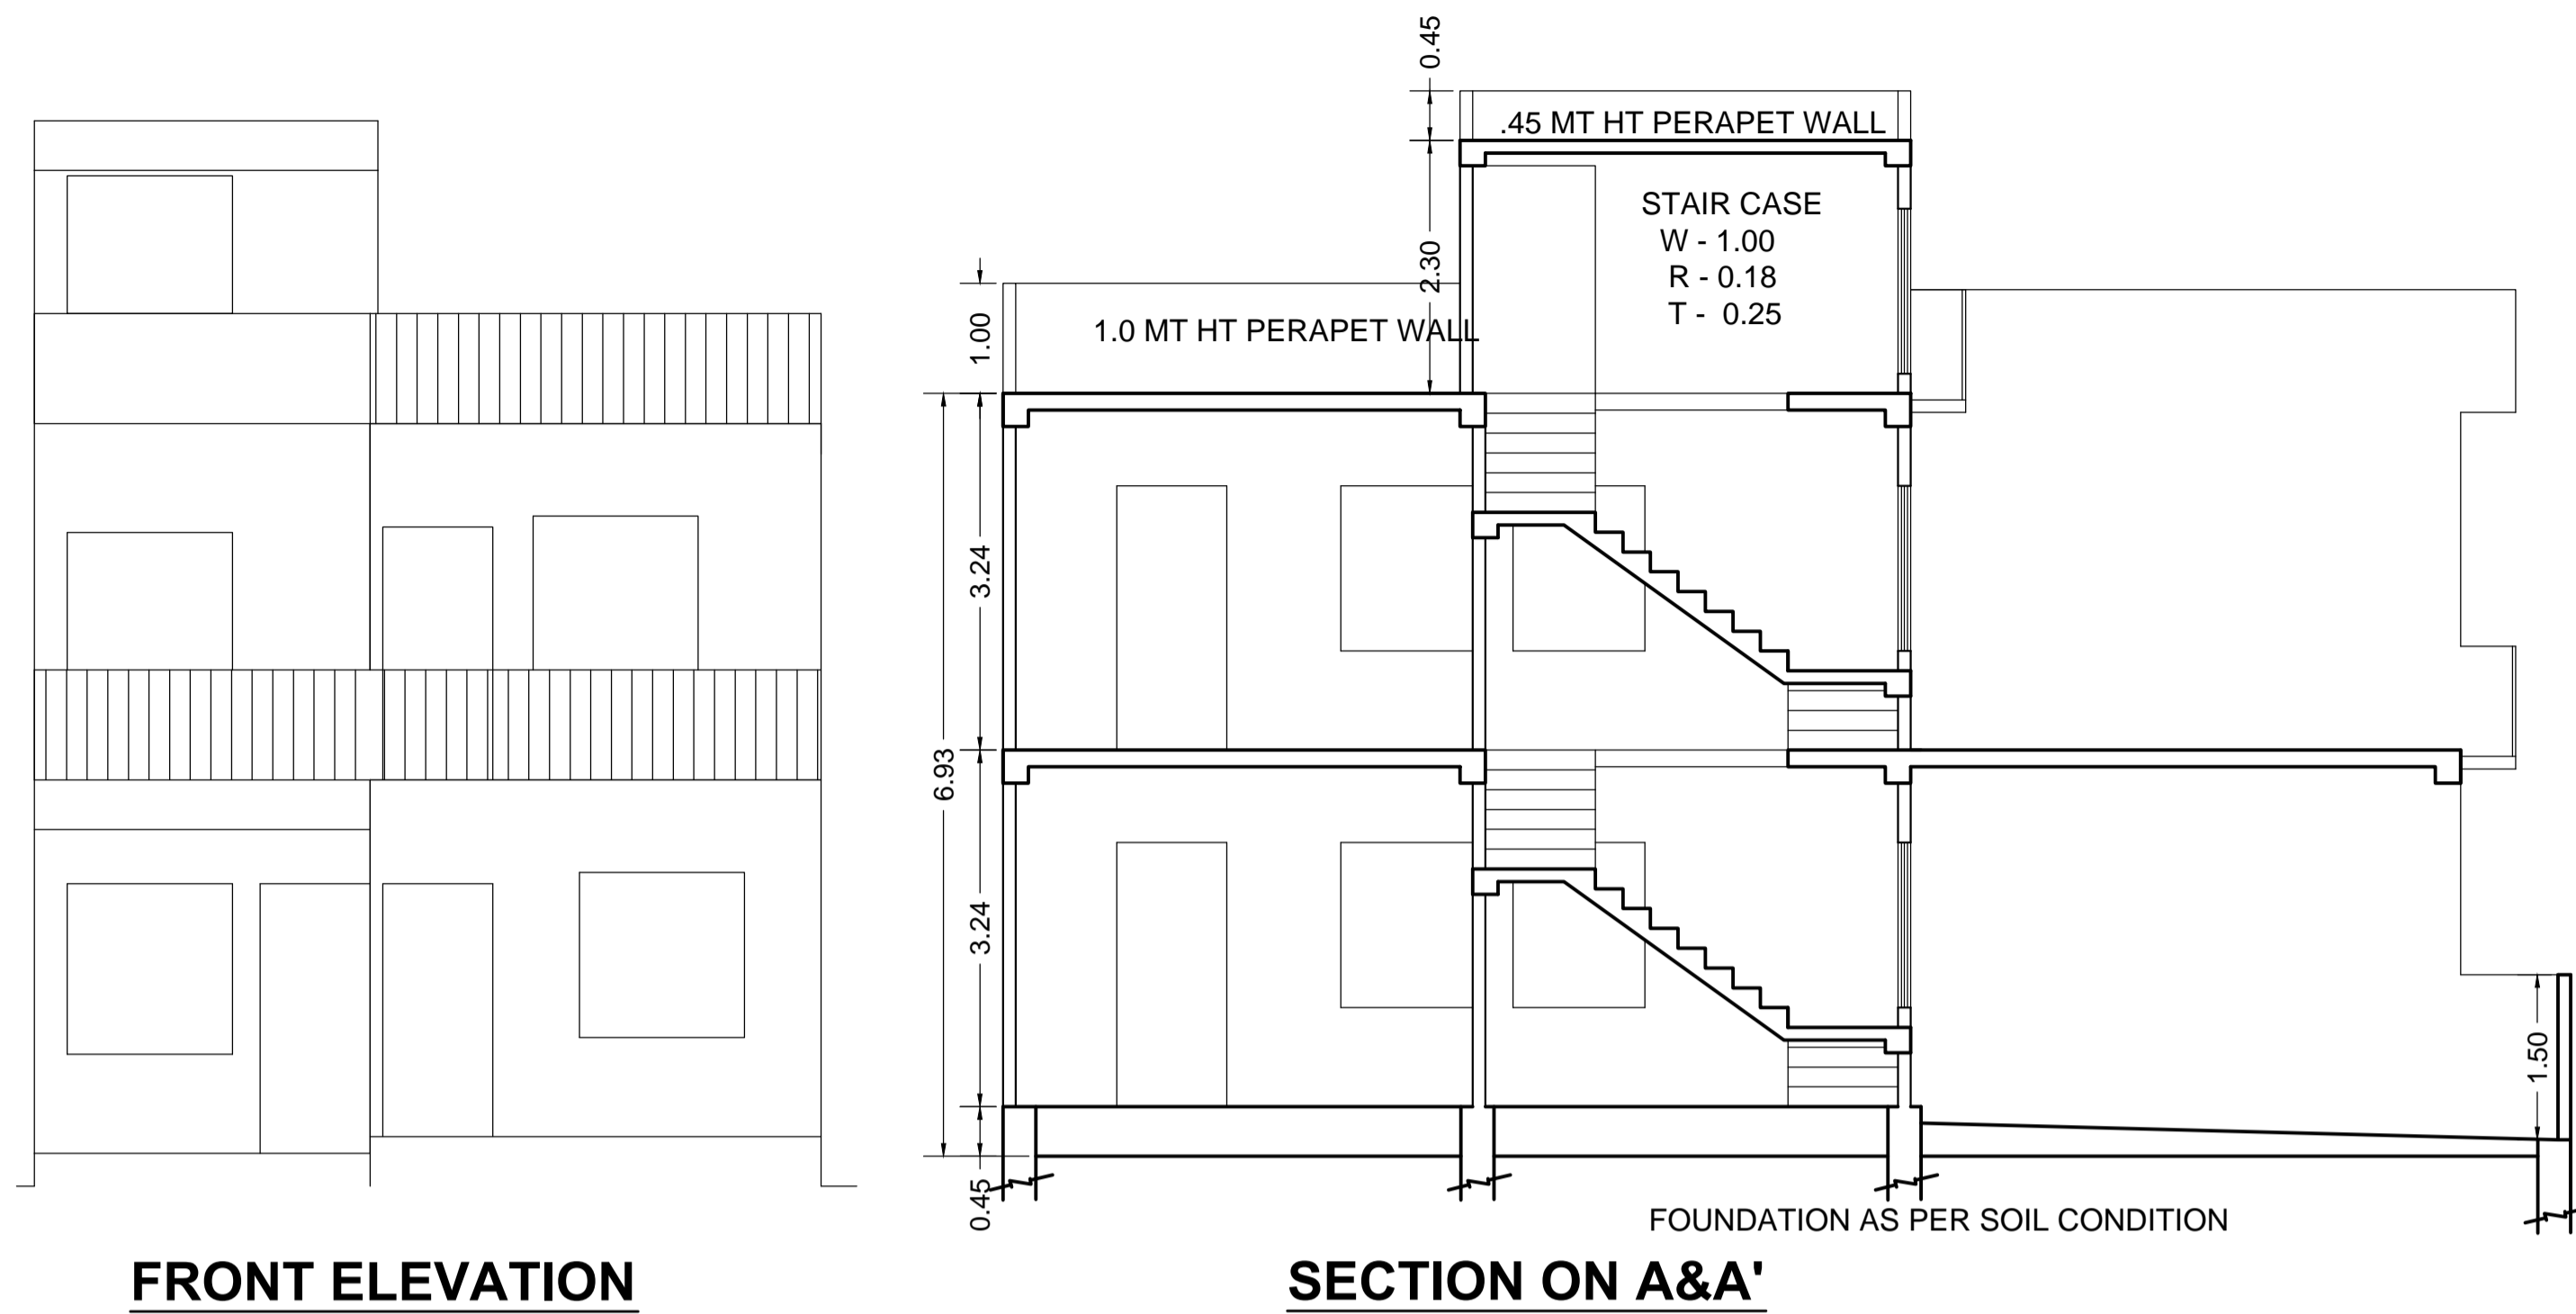 0.45
.45 MT HT PERAPET WALL
STAIR CASE
W - 1.00
R - 0.18
T - 0.25
2.30
1.00
1.0 MT HT PERAPET WALL
3.24
6.93
3.24
1.50
0.45
FOUNDATION AS PER SOIL CONDITION
FRONT ELEVATION
SECTION ON A&A'